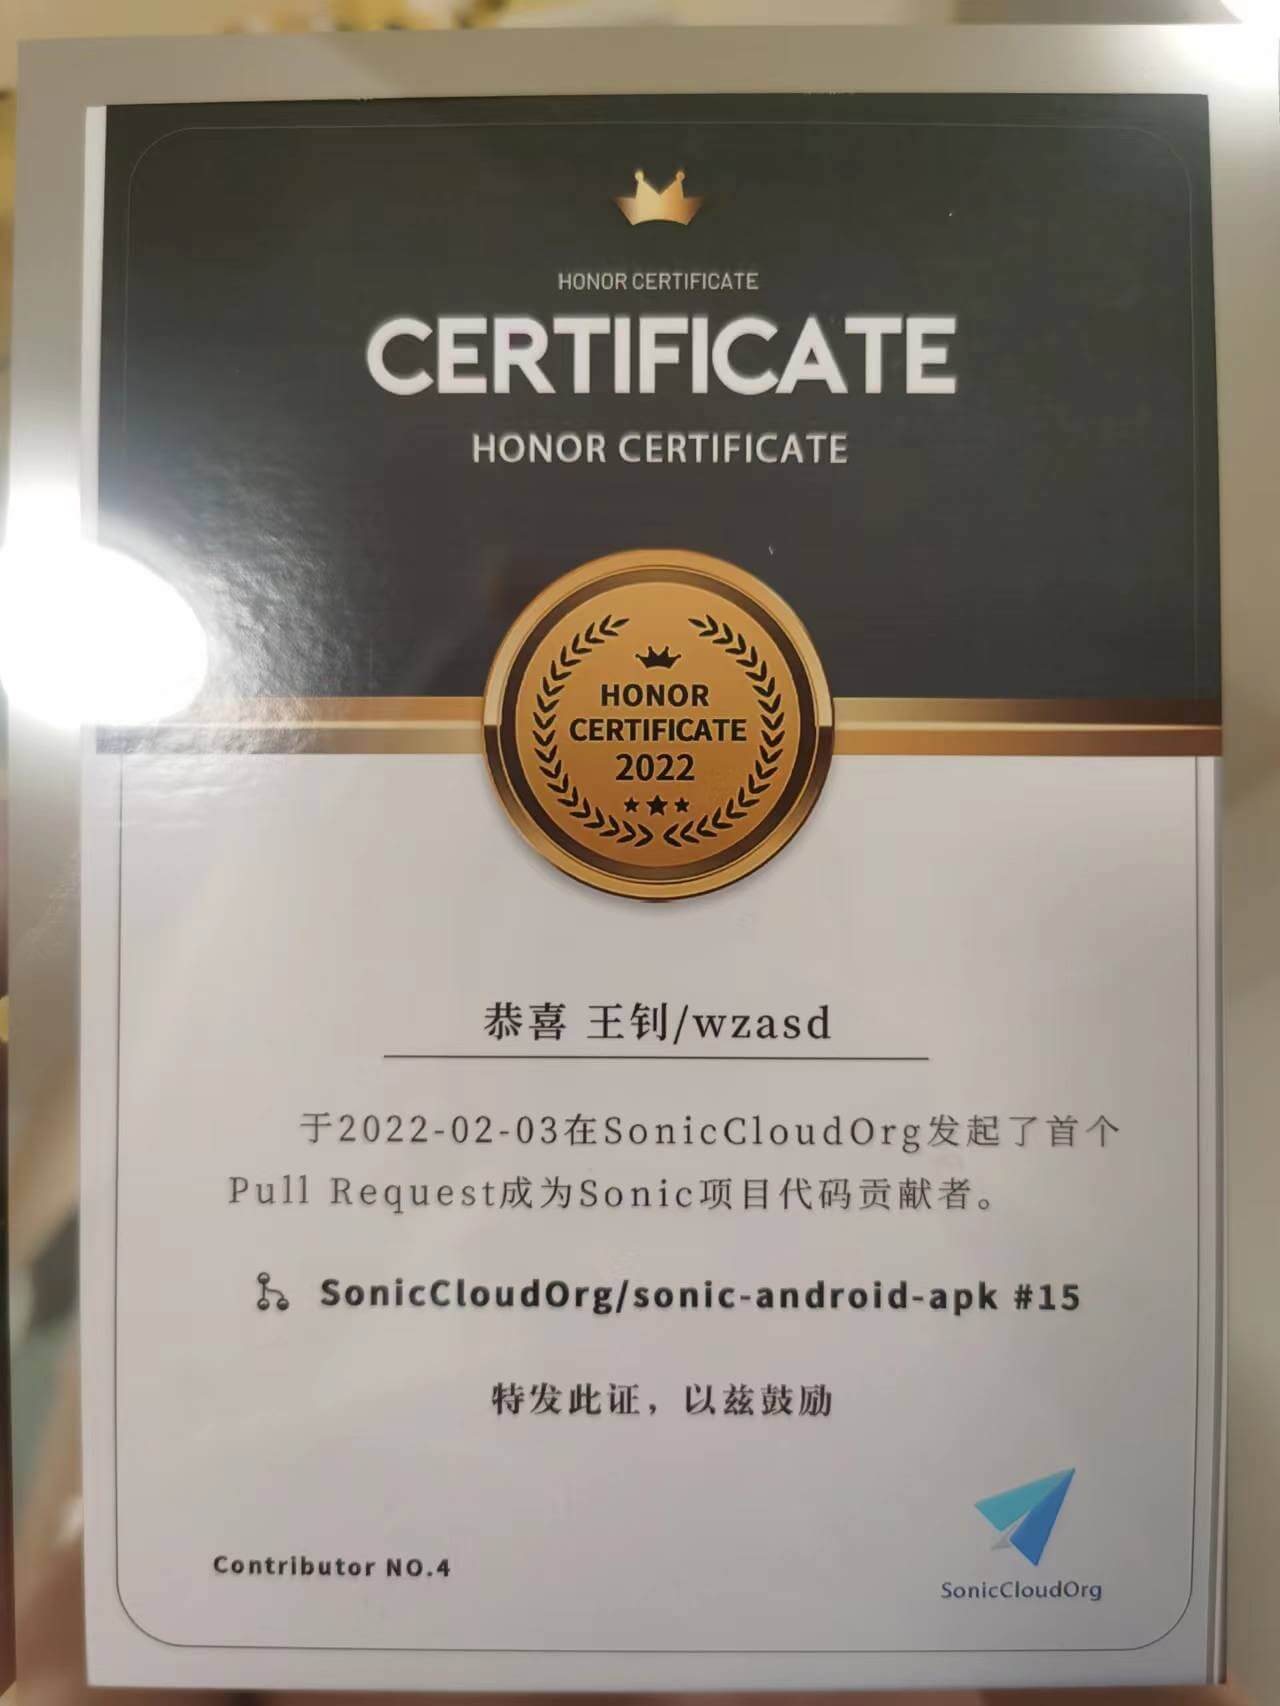 HONOR CERTIFICATE
CERTIFICATE
HONOR CERTIFICATE
HONOR
CERTIFICATE
2022
恭喜 王钊/wzasd
于2022-02-03在SonicCloudOrg发起了首个
Pull Request成为Sonic项目代码贡献者。
SonicCloudOrg/sonic-android-apk #15
特发此证，以兹鼓励
Contributor NO.4
SonicCloudOrg